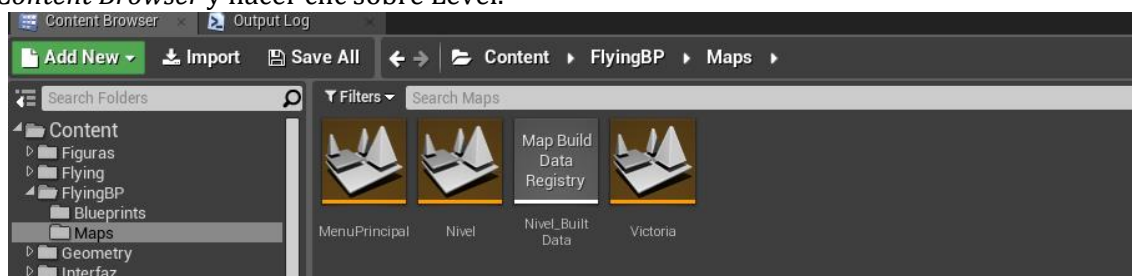 Content Browser y hacer clic sobre Level.
Content Browser Output Log
Add New Import Save All Content FlyingBP Maps
Search Folders Filters Search Maps
Content
Figuras
Flying
FlyingBP
Blueprints
Maps
Geometry
Interfaz
Map Build
Data
Registry
MenuPrincipal Nivel Nivel_Built
Data Victoria